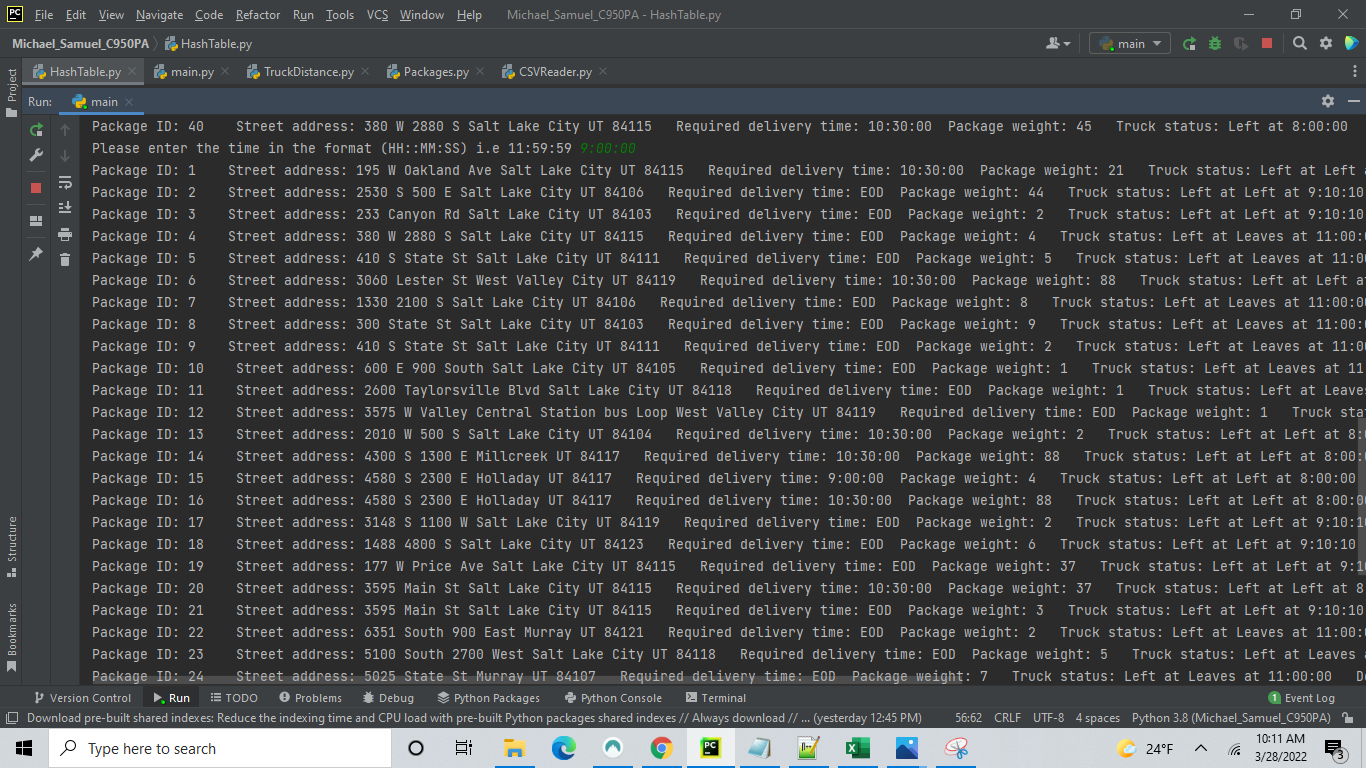 File Edit View Navigate Code Refactor Run Tools VCS Window Help Michael_Samuel_C950PA - HashTable.py
Michael_Samuel_C950PA HashTable.py main
Project
HashTable.py main.py TruckDistance.py Packages.py CSVReader.py
Run: main
Package ID: 40 Street address: 380 W 2880 S Salt Lake City UT 84115 Required delivery time: 10:30:00 Package weight: 45 Truck status: Left at 8:00:00
Please enter the time in the format (HH::MM:SS) i.e 11:59:59 9:00:00
Package ID: 1 Street address: 195 W Oakland Ave Salt Lake City UT 84115 Required delivery time: 10:30:00 Package weight: 21 Truck status: Left at Left a
Package ID: 2 Street address: 2530 S 500 E Salt Lake City UT 84106 Required delivery time: EOD Package weight: 44 Truck status: Left at Left at 9:10:10
Package ID: 3 Street address: 233 Canyon Rd Salt Lake City UT 84103 Required delivery time: EOD Package weight: 2 Truck status: Left at Left at 9:10:10
Package ID: 4 Street address: 380 W 2880 S Salt Lake City UT 84115 Required delivery time: EOD Package weight: 4 Truck status: Left at Leaves at 11:00:
Package ID: 5 Street address: 410 S State St Salt Lake City UT 84111 Required delivery time: EOD Package weight: 5 Truck status: Left at Leaves at 11:0
Package ID: 6 Street address: 3060 Lester St West Valley City UT 84119 Required delivery time: 10:30:00 Package weight: 88 Truck status: Left at Left a
Package ID: 7 Street address: 1330 2100 S Salt Lake City UT 84106 Required delivery time: EOD Package weight: 8 Truck status: Left at Leaves at 11:00:0
Package ID: 8 Street address: 300 State St Salt Lake City UT 84103 Required delivery time: EOD Package weight: 9 Truck status: Left at Leaves at 11:00:
Package ID: 9 Street address: 410 S State St Salt Lake City UT 84111 Required delivery time: EOD Package weight: 2 Truck status: Left at Leaves at 11:00
Package ID: 10 Street address: 600 E 900 South Salt Lake City UT 84105 Required delivery time: EOD Package weight: 1 Truck status: Left at Leaves at 11
Package ID: 11 Street address: 2600 Taylorsville Blvd Salt Lake City UT 84118 Required delivery time: EOD Package weight: 1 Truck status: Left at Leaves
Package ID: 12 Street address: 3575 W Valley Central Station bus Loop West Valley City UT 84119 Required delivery time: EOD Package weight: 1 Truck sta
Package ID: 13 Street address: 2010 W 500 S Salt Lake City UT 84104 Required delivery time: 10:30:00 Package weight: 2 Truck status: Left at Left at 8:
Package ID: 14 Street address: 4300 S 1300 E Millcreek UT 84117 Required delivery time: 10:30:00 Package weight: 88 Truck status: Left at Left at 8:00:
Package ID: 15 Street address: 4580 S 2300 E Holladay UT 84117 Required delivery time: 9:00:00 Package weight: 4 Truck status: Left at Left at 8:00:00
Package ID: 16 Street address: 4580 S 2300 E Holladay UT 84117 Required delivery time: 10:30:00 Package weight: 88 Truck status: Left at Left at 8:00:0
Package ID: 17 Street address: 3148 S 1100 W Salt Lake City UT 84119 Required delivery time: EOD Package weight: 2 Truck status: Left at Left at 9:10:1
Package ID: 18 Street address: 1488 4800 S Salt Lake City UT 84123 Required delivery time: EOD Package weight: 6 Truck status: Left at Left at 9:10:10
Package ID: 19 Street address: 177 W Price Ave Salt Lake City UT 84115 Required delivery time: EOD Package weight: 37 Truck status: Left at Left at 9:1
Package ID: 20 Street address: 3595 Main St Salt Lake City UT 84115 Required delivery time: 10:30:00 Package weight: 37 Truck status: Left at Left at 8
Package ID: 21 Street address: 3595 Main St Salt Lake City UT 84115 Required delivery time: EOD Package weight: 3 Truck status: Left at Left at 9:10:10
Package ID: 22 Street address: 6351 South 900 East Murray UT 84121 Required delivery time: EOD Package weight: 2 Truck status: Left at Leaves at 11:00:
Package ID: 23 Street address: 5100 South 2700 West Salt Lake City UT 84118 Required delivery time: EOD Package weight: 5 Truck status: Left at Leaves a
Package ID: 24 Street address: 5025 State St Murray UT 84107 Required delivery time: EOD Package weight: 7 Truck status: Left at Leaves at 11:00:00 De
Structure
Bookmarks
Version Control Run TODO Problems Debug Python Packages Python Console Terminal 1 Event Log
Download pre-built shared indexes: Reduce the indexing time and CPU load with pre-built Python packages shared indexes // Always download // ... (yesterday 12:45 PM) 56:62 CRLF UTF-8 4 spaces Python 3.8 (Michael_Samuel_C950PA)
Type here to search 24°F 10:11 AM
3/28/2022 3